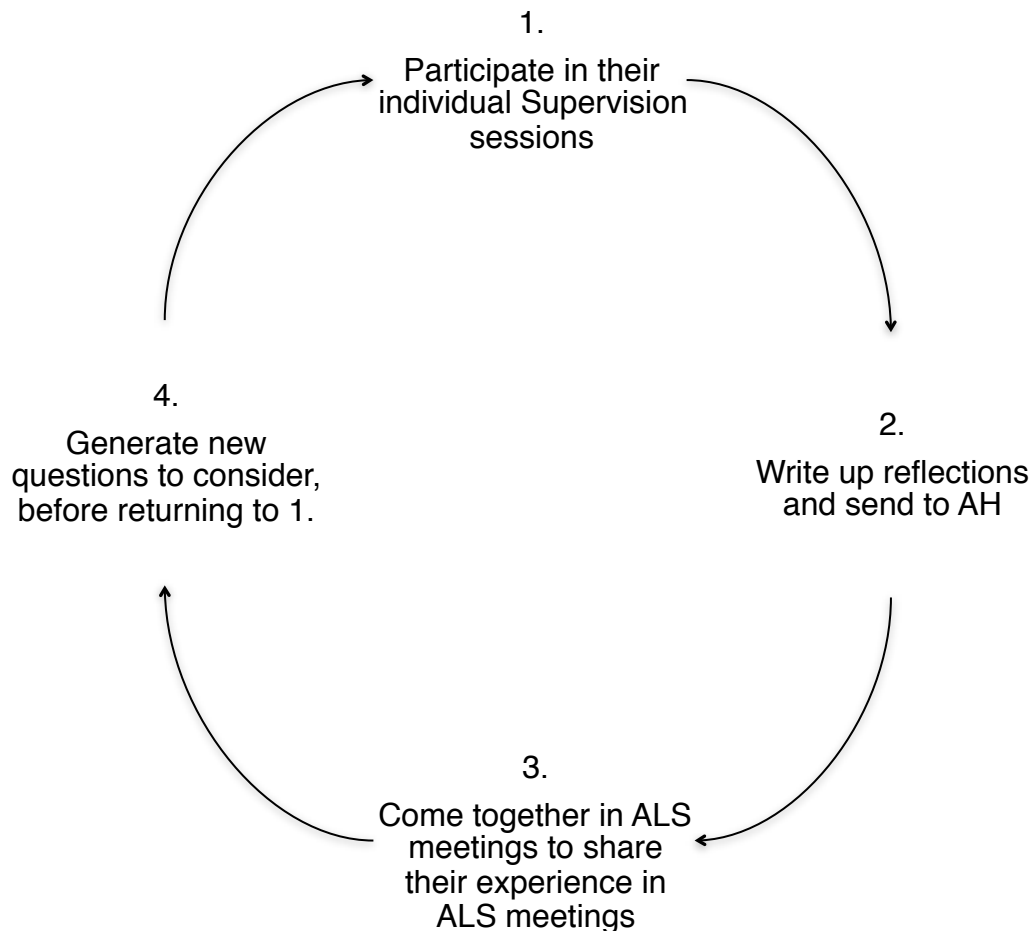 1.
Participate in their
individual Supervision
sessions
2.
Write up reflections
and send to AH
3.
Come together in ALS
meetings to share
their experience in
ALS meetings
4.
Generate new
questions to consider,
before returning to 1.